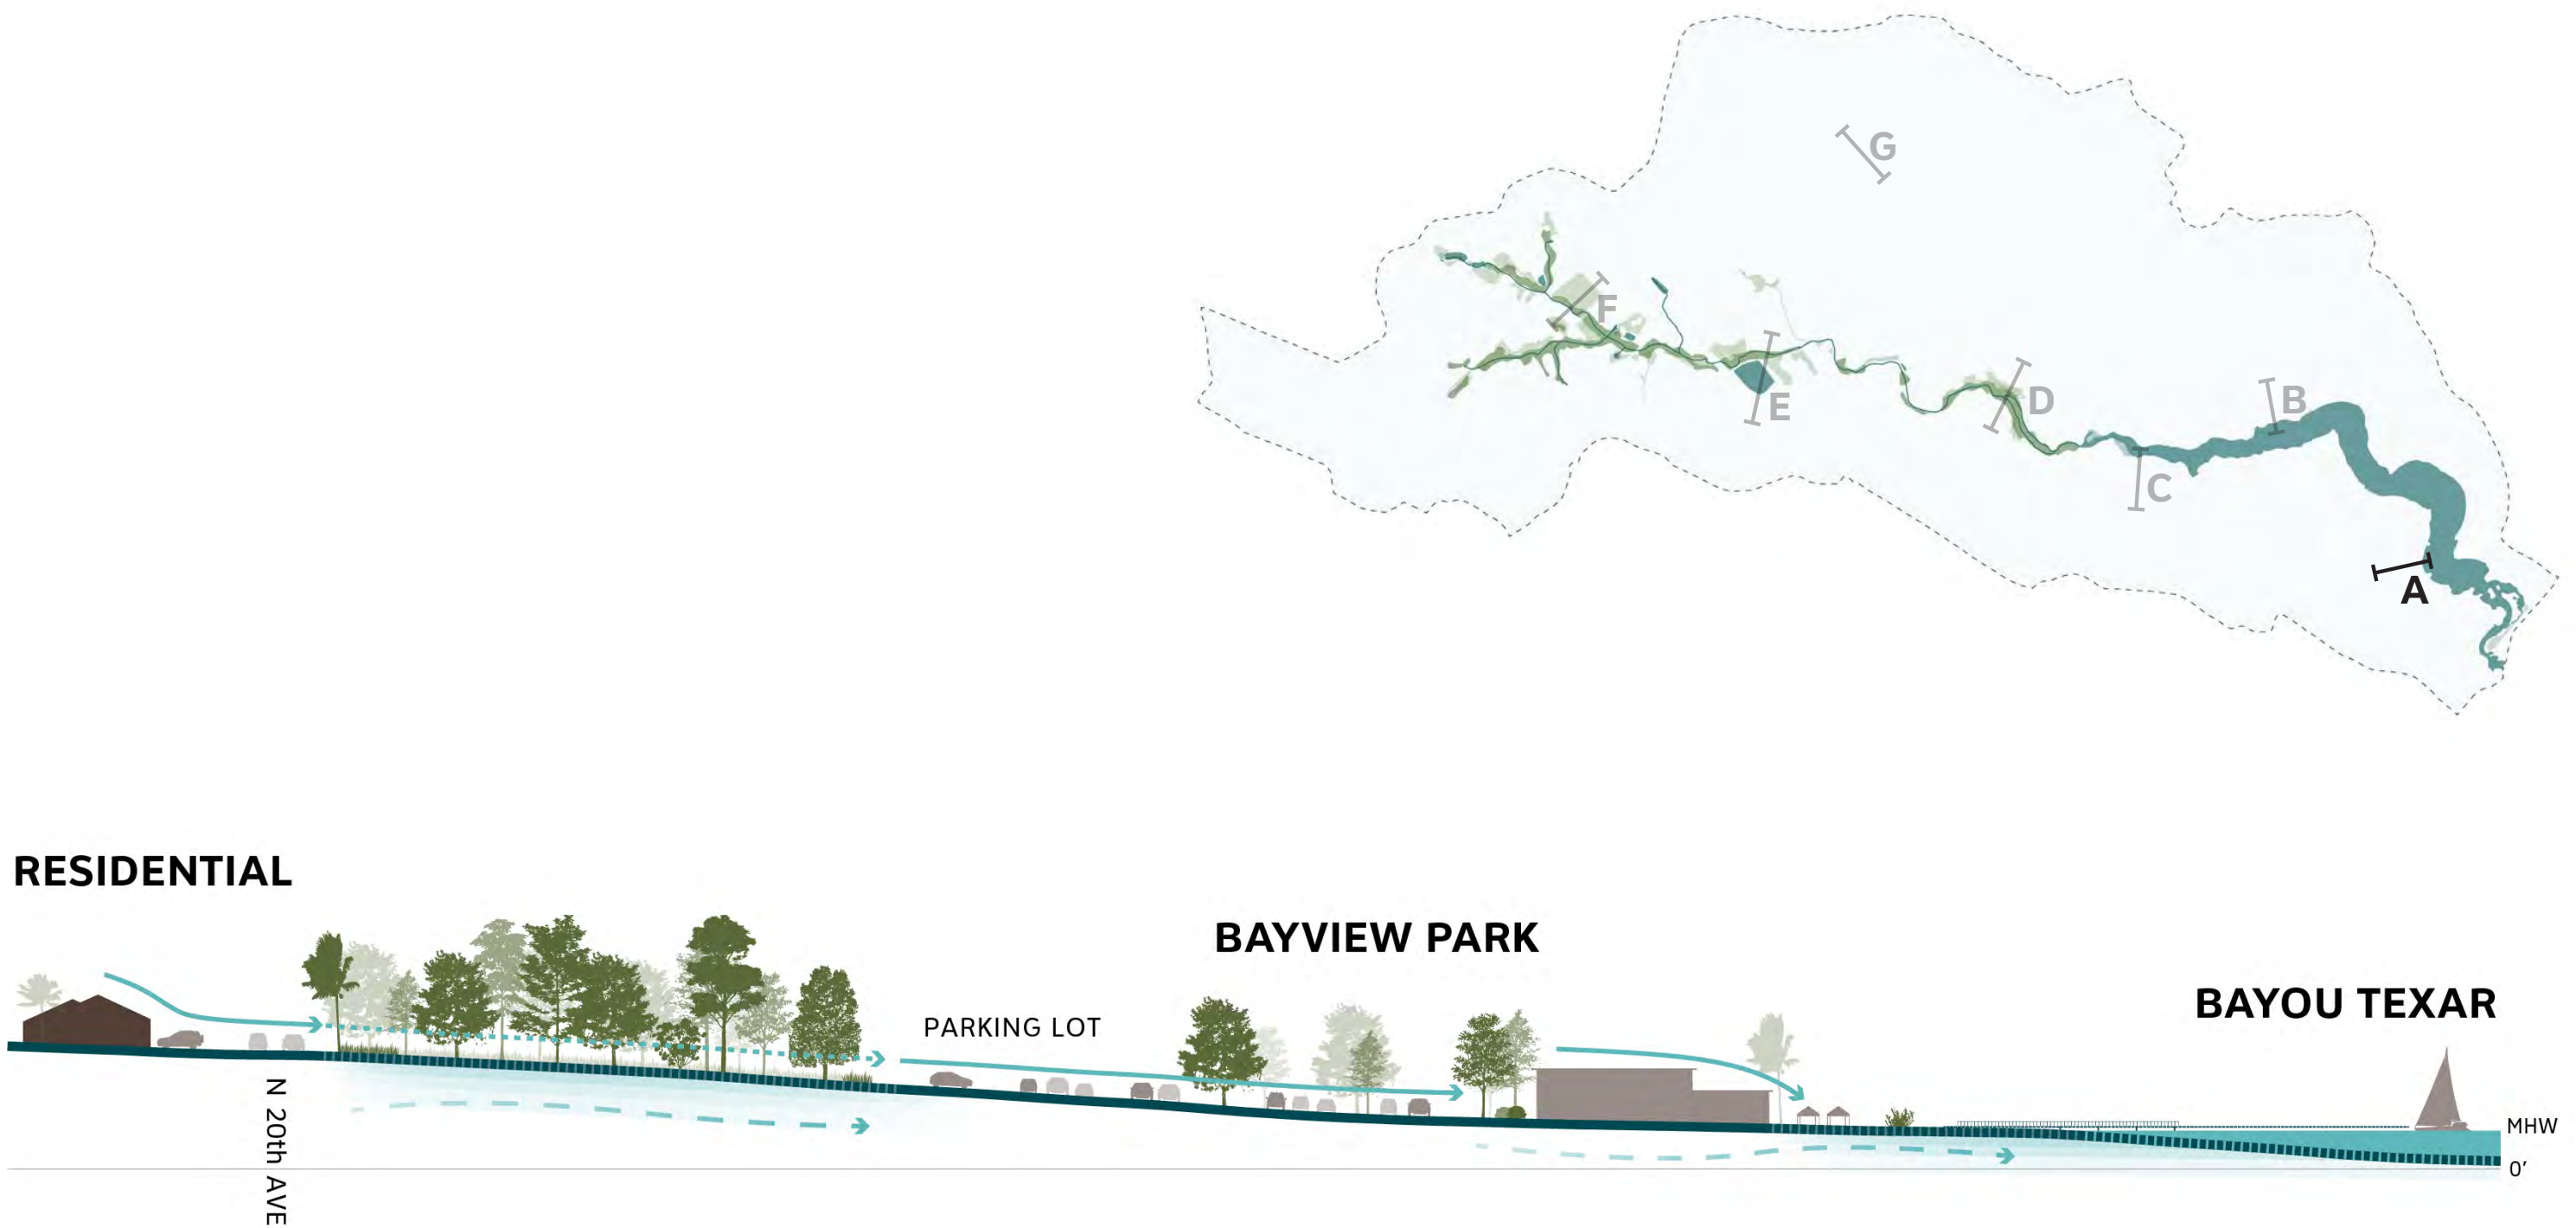 G
F
E
D
B
C
A
RESIDENTIAL
BAYVIEW PARK
BAYOU TEXAR
PARKING LOT
N 20th AVE
MHW
0’